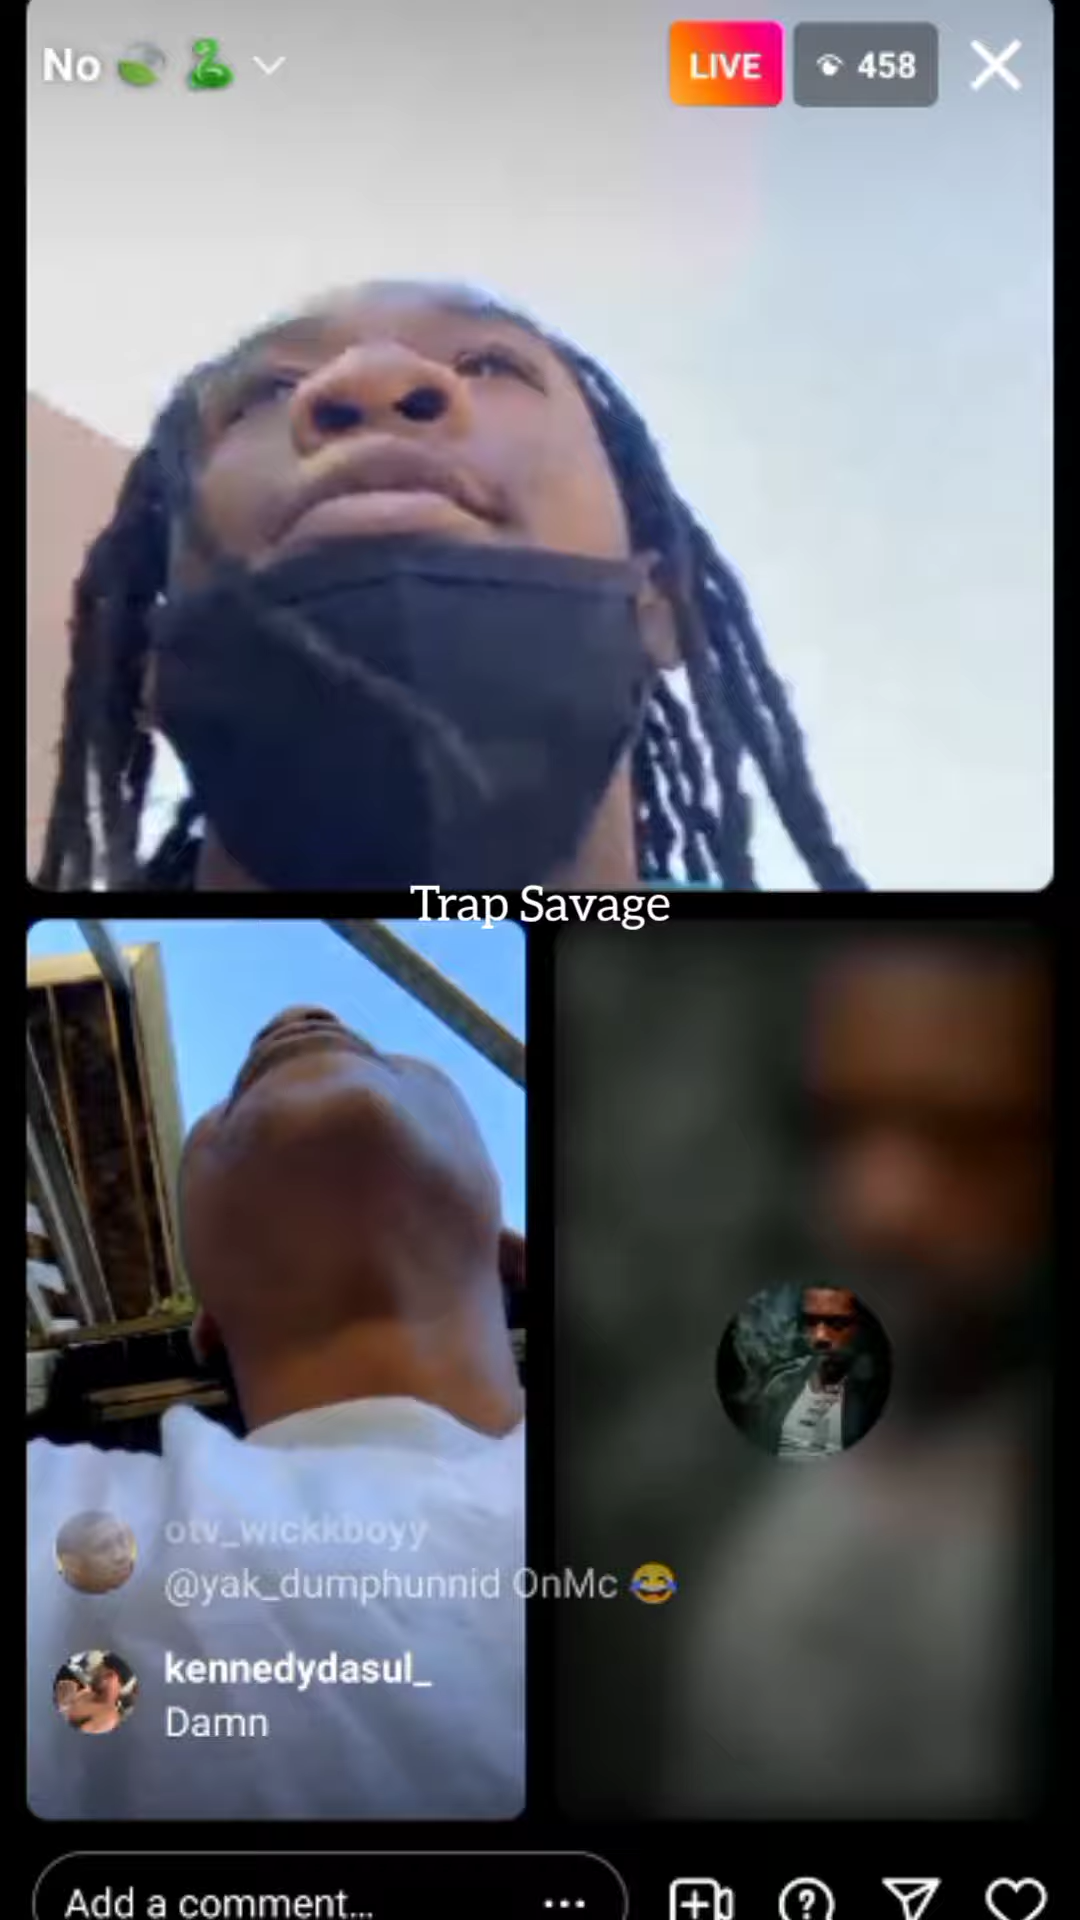 No 🍃 🐍
LIVE
458
Trap Savage
otv_wickkboyy
@yak_dumphunnid OnMc 😂
kennedydasul_
Damn
Add a comment...